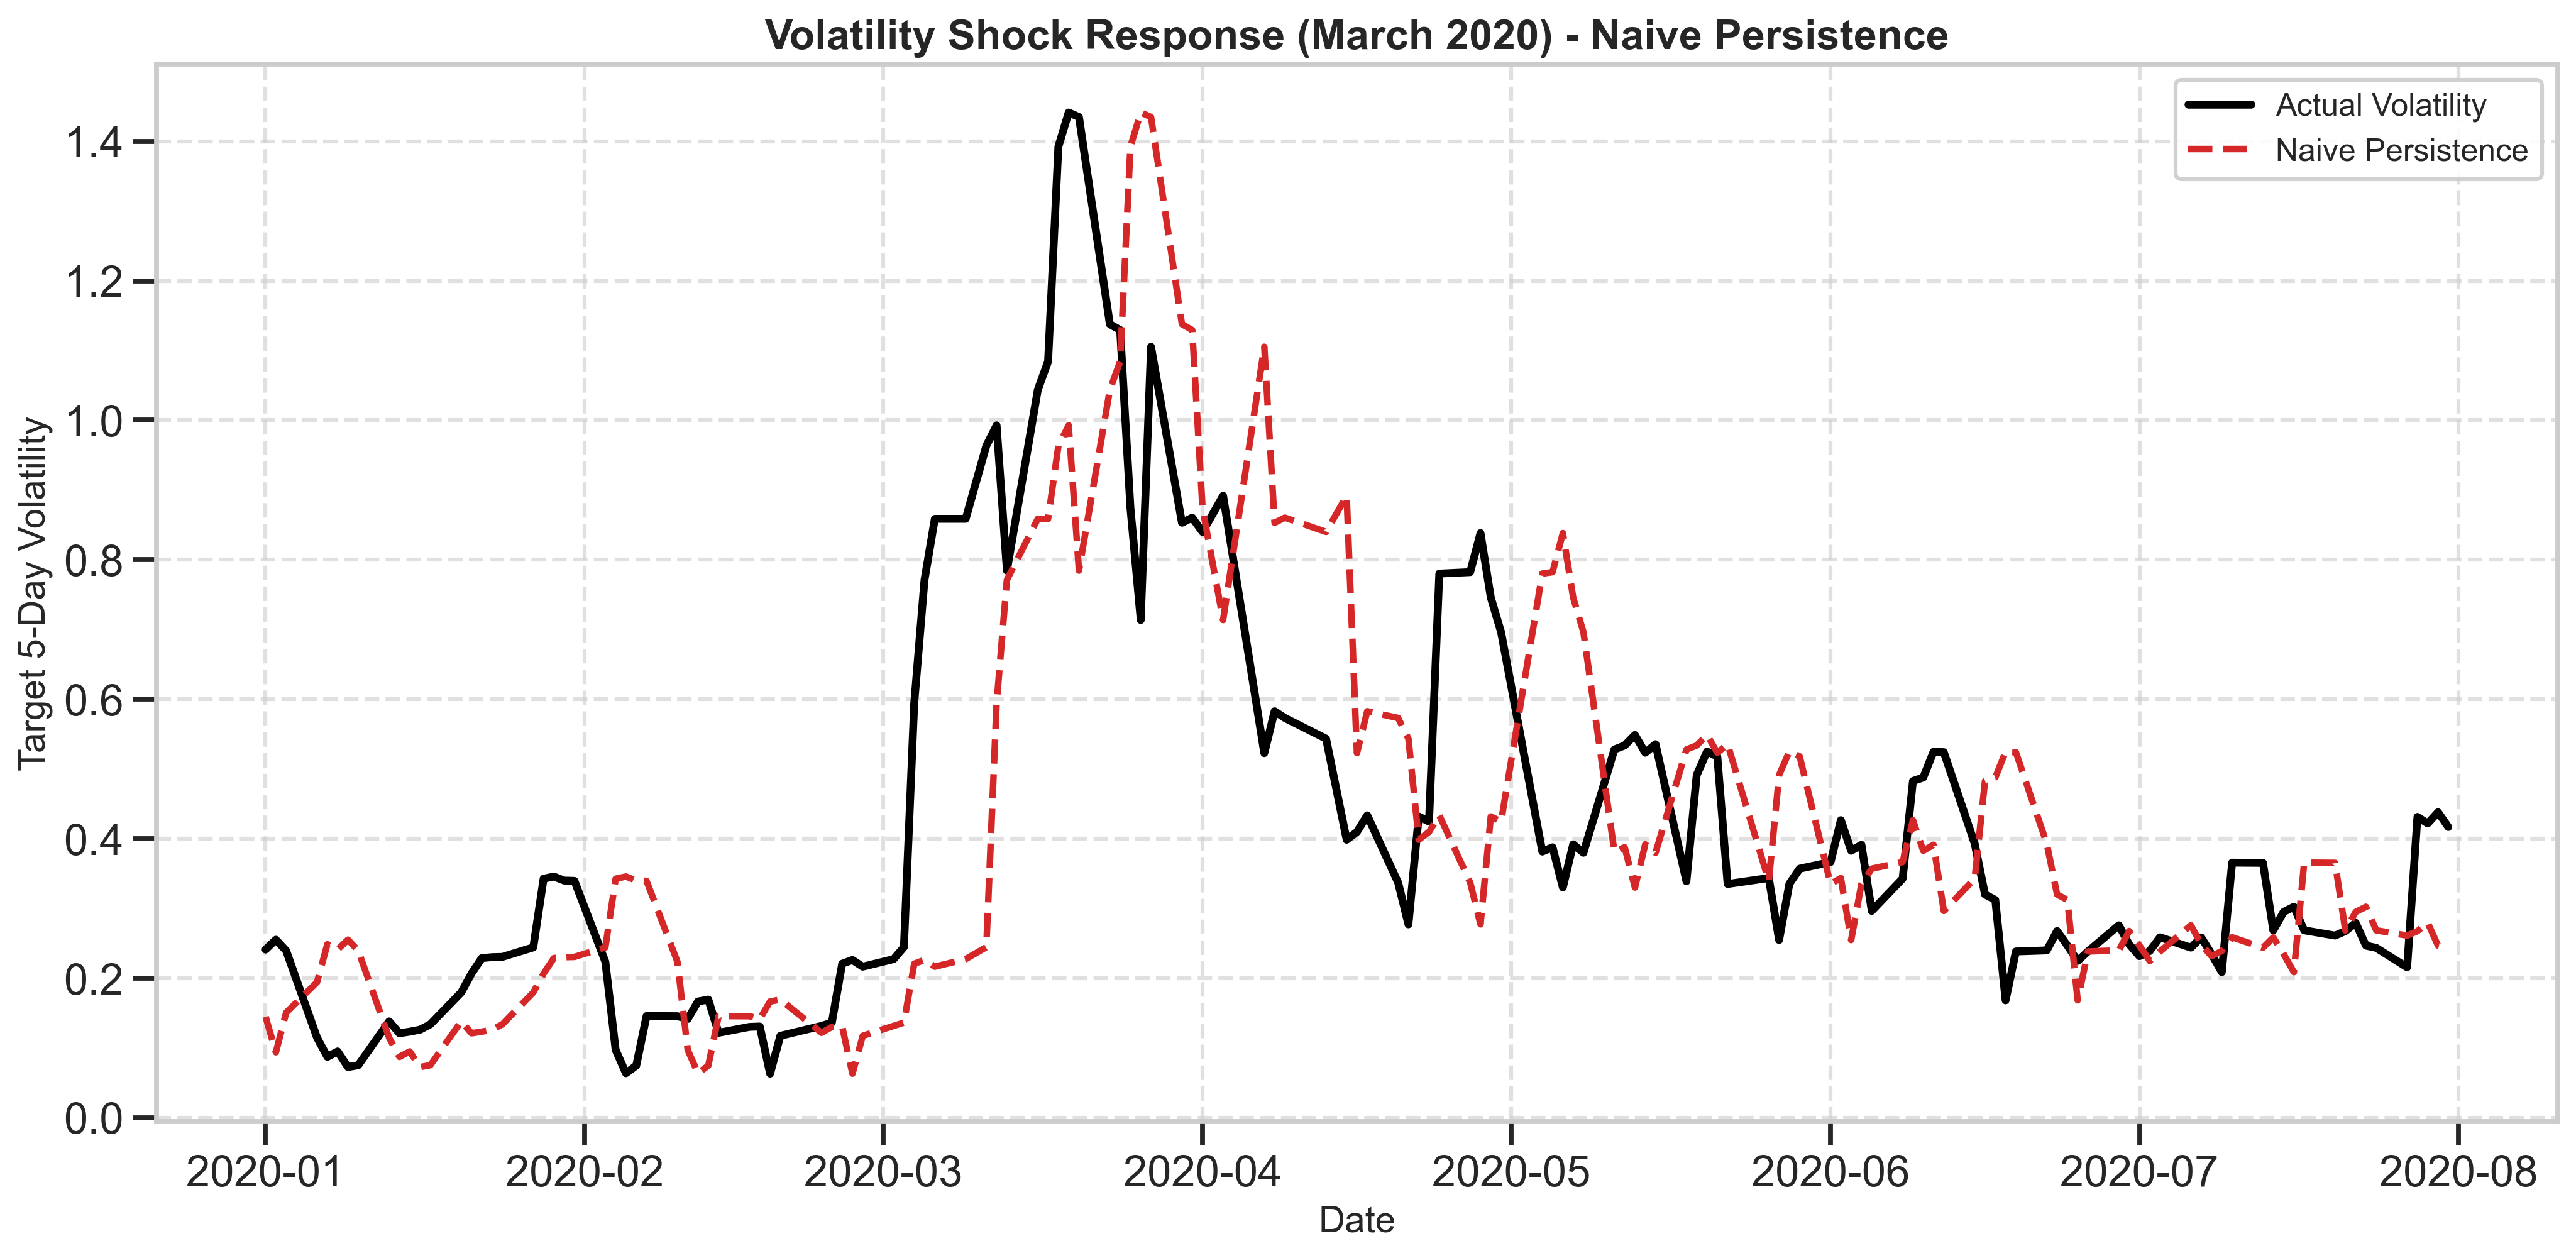 Volatility Shock Response (March 2020) - Naive Persistence
Actual Volatility
Naive Persistence
Target 5-Day Volatility
1.4
1.2
1.0
0.8
0.6
0.4
0.2
0.0
2020-01 2020-02 2020-03 2020-04 2020-05 2020-06 2020-07 2020-08
Date